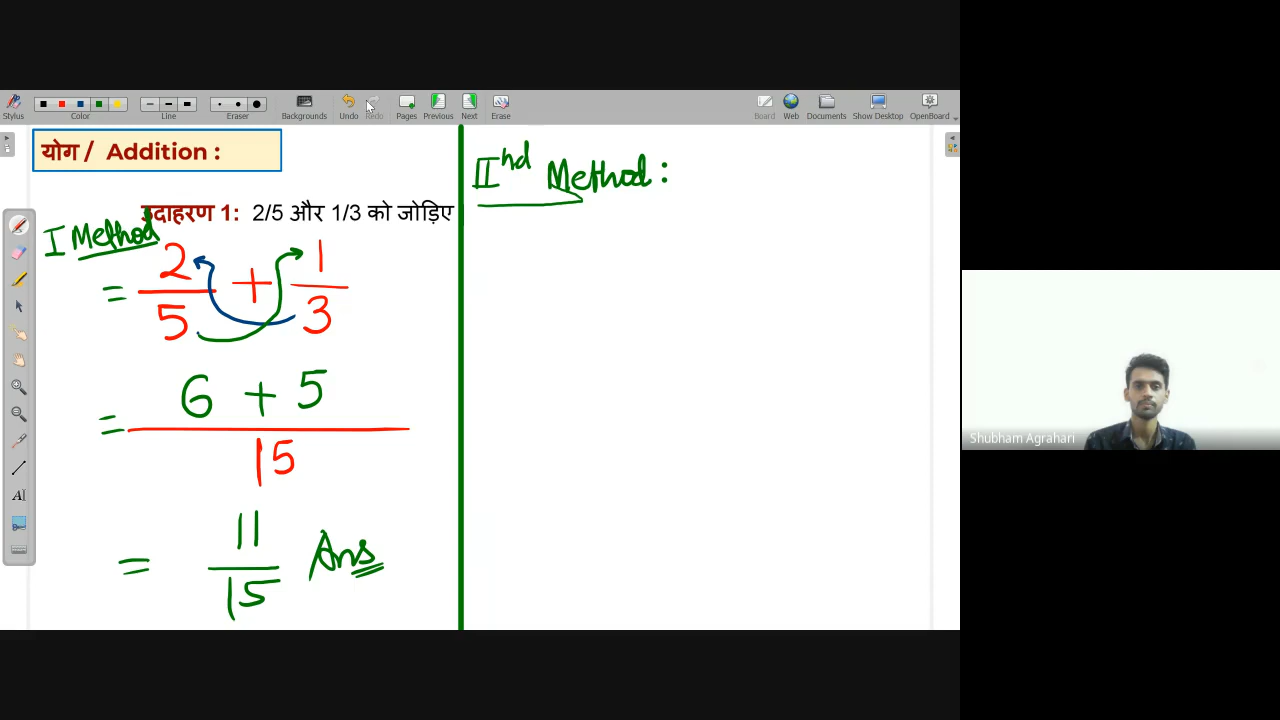 Stylus Color Line Eraser Backgrounds Undo Redo Pages Previous Next Erase Board Web Documents Show Desktop OpenBoard
योग / Addition :
उदाहरण 1: 2/5 और 1/3 को जोड़िए
I Method
= 2/5 + 1/3
= 6 + 5 / 15
= 11/15 Ans
IInd Method :
Shubham Agrahari